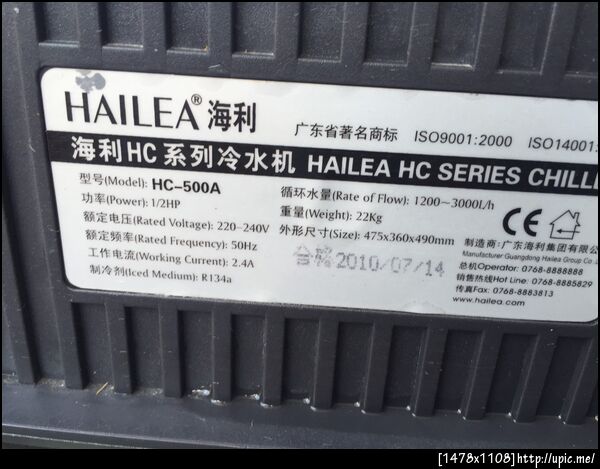 HAILEA® 海利
广东省著名商标 ISO9001:2000 ISO14001:
海利HC系列冷水机 HAILEA HC SERIES CHILL
型号(Model): HC-500A
功率(Power): 1/2HP
额定电压(Rated Voltage): 220-240V
额定频率(Rated Frequency): 50Hz
工作电流(Working Current): 2.4A
制冷剂(Iced Medium): R134a
循环水量(Rate of Flow): 1200~3000L/h
重量(Weight): 22Kg
外形尺寸(Size): 475x360x490mm
合格 2010/07/14
CE
制造商:广东海利集团有限公
Manufacturer Guangdong Hailea Group Co.
总机Operator: 0768-8888888
销售热线Hot Line: 0768-8885829
传真Fax: 0768-8883813
www.hailea.com
[1478x1108]http://upic.me/